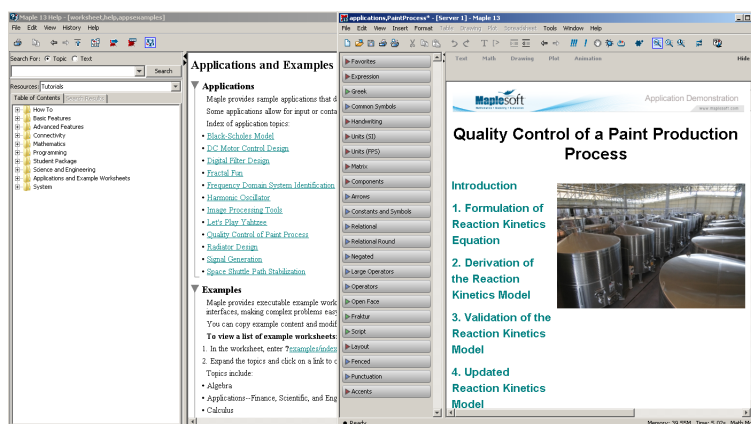 Maple 13 Help - [worksheet,help,appsexamples]
File Edit View History Help
Search For: Topic Text
Search
Resources: Tutorials
Table of Contents Search Results
How To
Basic Features
Advanced Features
Connectivity
Mathematics
Programming
Student Package
Science and Engineering
Applications and Example Worksheets
System
Applications and Examples
Applications
Maple provides sample applications that d
Some applications allow for input or conta
Index of application topics:
• Black-Scholes Model
• DC Motor Control Design
• Digital Filter Design
• Fractal Fun
• Frequency Domain System Identification
• Harmonic Oscillator
• Image Processing Tools
• Let's Play Yahtzee
• Quality Control of Paint Process
• Radiator Design
• Signal Generation
• Space Shuttle Path Stabilization
Examples
Maple provides executable example work
interfaces, making complex problems easy
You can copy example content and modif
To view a list of example worksheets:
1. In the worksheet, enter ?examples/index
2. Expand the topics and click on a link to c
Topics include:
• Algebra
• Applications--Finance, Scientific, and Eng
• Calculus
applications,PaintProcess* - [Server 1] - Maple 13
File Edit View Insert Format Table Drawing Plot Spreadsheet Tools Window Help
Favorites
Expression
Greek
Common Symbols
Handwriting
Units (SI)
Units (FPS)
Matrix
Components
Arrows
Constants and Symbols
Relational
Relational Round
Negated
Large Operators
Operators
Open Face
Fraktur
Script
Layout
Fenced
Punctuation
Accents
Ready
Text Math Drawing Plot Animation Hide
Maplesoft
Application Demonstration
www.maplesoft.com
Quality Control of a Paint Production
Process
Introduction
1. Formulation of
Reaction Kinetics
Equation
2. Derivation of
the Reaction
Kinetics Model
3. Validation of the
Reaction Kinetics
Model
4. Updated
Reaction Kinetics
Model
Memory: 39.55M Time: 5.02s Math M